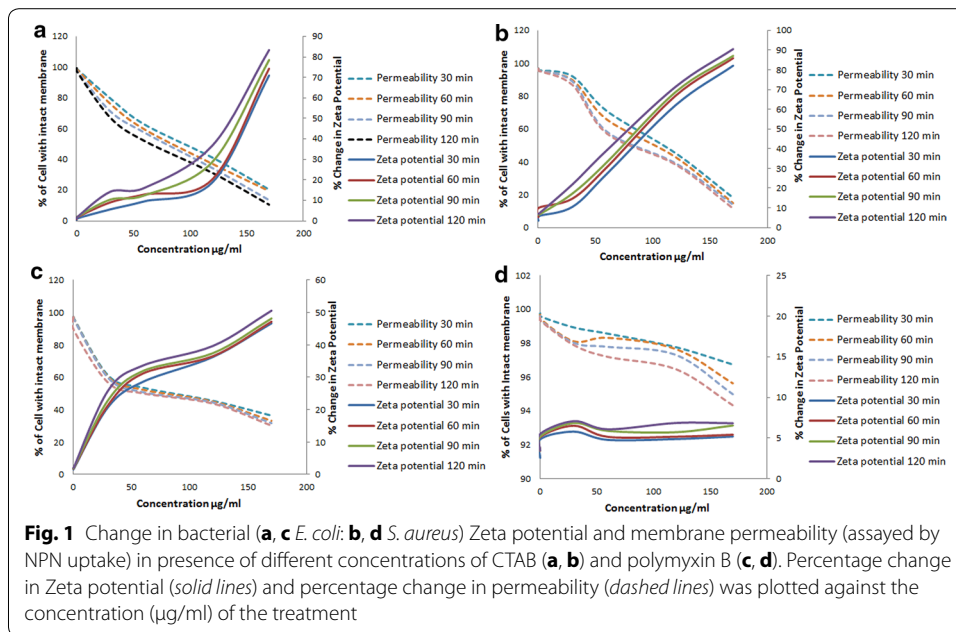 a
% of Cell with intact membrane
120
100
80
60
40
20
0
0 50 100 150 200
Concentration µg/ml
90
80
70
60
50
40
30
20
10
0
% Change in Zeta Potential
Permeability 30 min
Permeability 60 min
Permeability 90 min
Permeability 120 min
Zeta potential 30 min
Zeta potential 60 min
Zeta potential 90 min
Zeta potential 120 min
b
% of Cell with intact membrane
120
100
80
60
40
20
0
0 50 100 150 200
Concentration µg/ml
100
90
80
70
60
50
40
30
20
10
0
% Change in Zeta Potential
Permeability 30 min
Permeability 60 min
Permeability 90 min
Permeability 120 min
Zeta potential 30 min
Zeta potential 60 min
Zeta potential 90 min
Zeta potential 120 min
c
% of Cell with intact membrane
120
100
80
60
40
20
0
0 50 100 150 200
Concentration µg/ml
60
50
40
30
20
10
0
% Change in Zeta Potential
Permeability 30 min
Permeability 60 min
Permeability 90 min
Permeability 120 min
Zeta potential 30 min
Zeta potential 60 min
Zeta potential 90 min
Zeta potential 120 min
d
% of Cells with intact membrane
102
100
98
96
94
92
90
0 50 100 150 200
Concentration µg/ml
25
20
15
10
5
0
% Change in Zeta Potential
Permeability 30 min
Permeability 60 min
Permeability 90 min
Permeability 120 min
Zeta potential 30 min
Zeta potential 60 min
Zeta potential 90 min
Zeta potential 120 min
Fig. 1 Change in bacterial (a, c E. coli: b, d S. aureus) Zeta potential and membrane permeability (assayed by
NPN uptake) in presence of different concentrations of CTAB (a, b) and polymyxin B (c, d). Percentage change
in Zeta potential (solid lines) and percentage change in permeability (dashed lines) was plotted against the
concentration (µg/ml) of the treatment